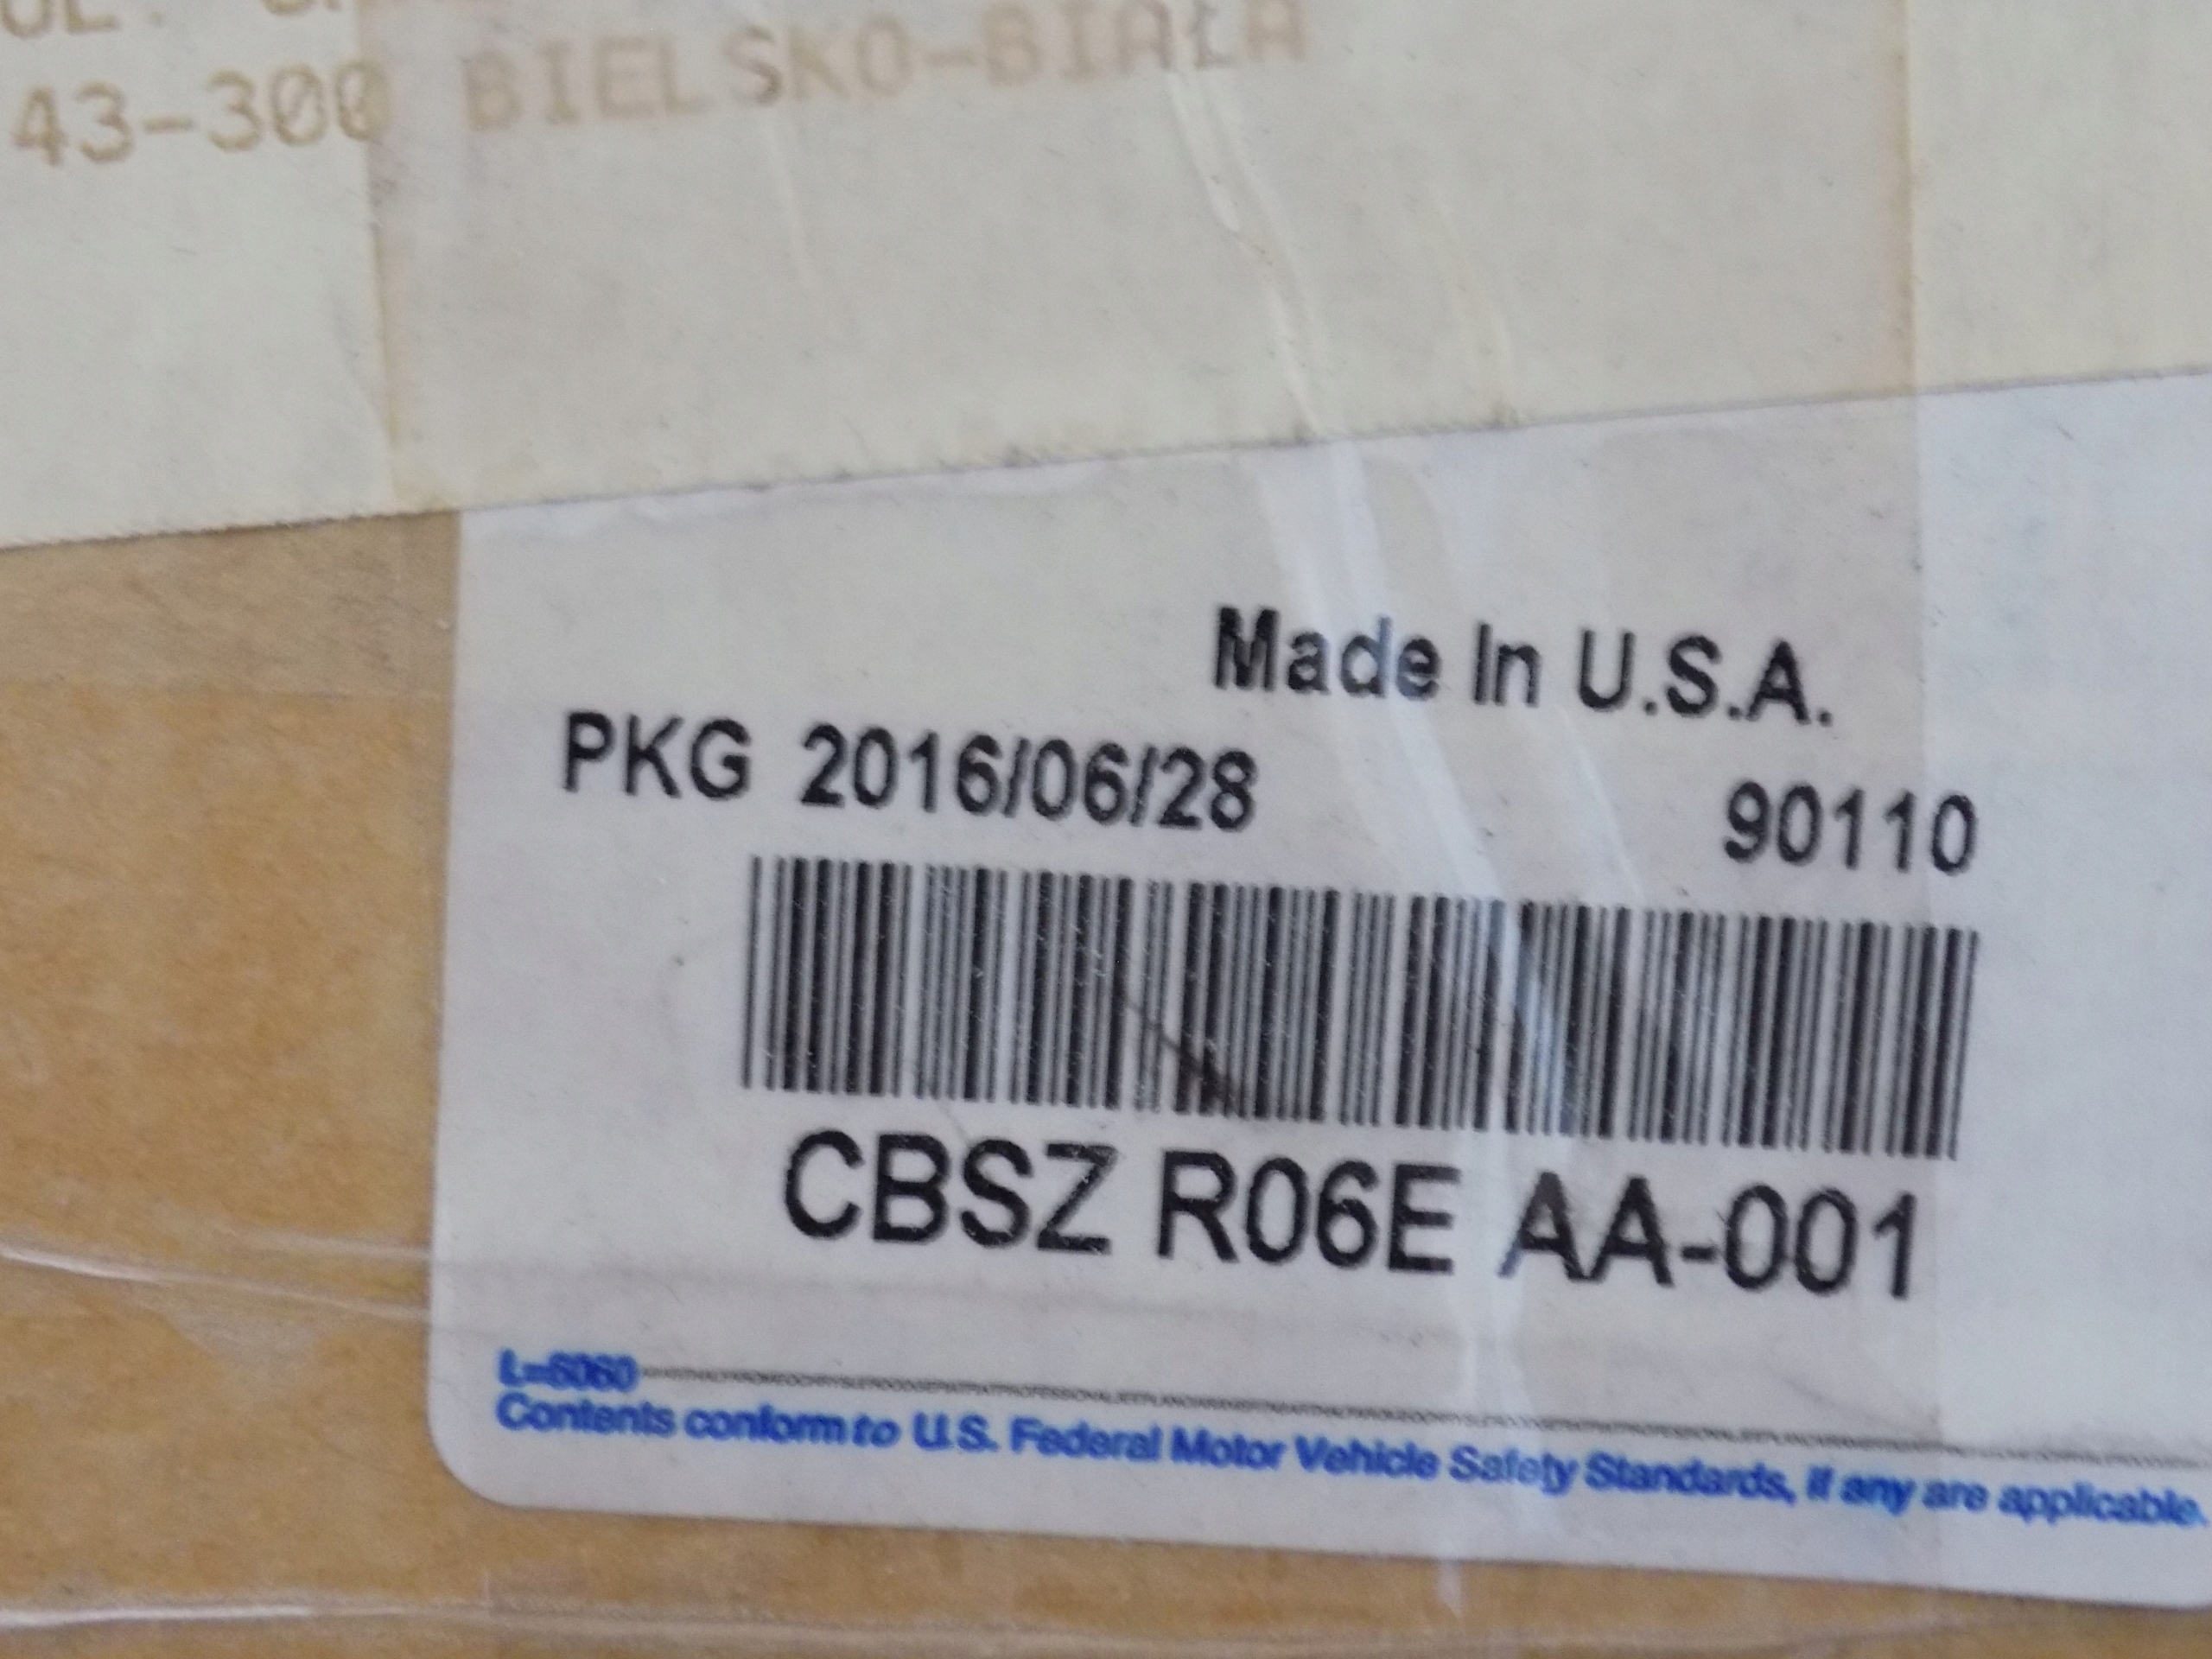 43-300 BIELSKO-BIAŁA
Made In U.S.A.
PKG 2016/06/28 90110
CBSZ R06E AA-001
L=6060
Contents conform to U.S. Federal Motor Vehicle Safety Standards, if any are applicable.